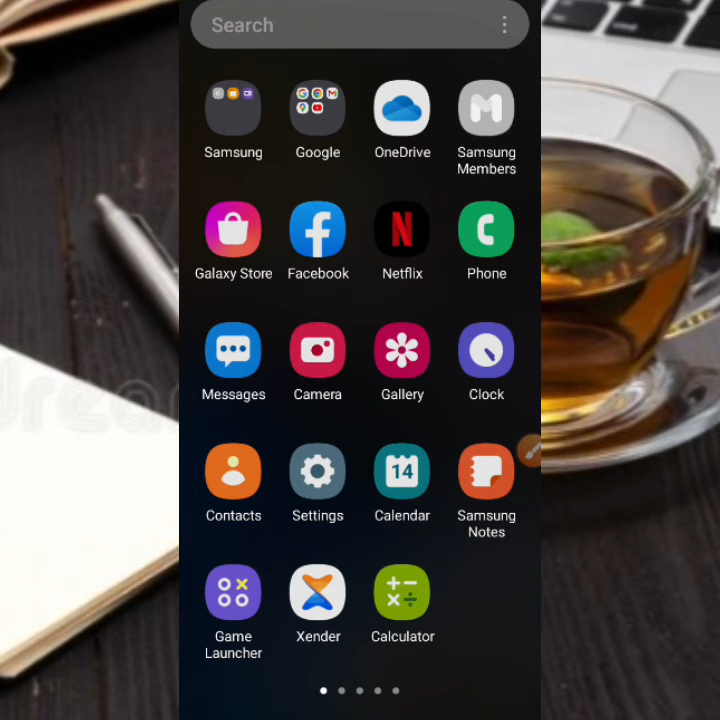 Search
Samsung
Google
OneDrive
Samsung
Members
Galaxy Store
Facebook
Netflix
Phone
Messages
Camera
Gallery
Clock
Contacts
Settings
14
Calendar
Samsung
Notes
Game
Launcher
Xender
Calculator